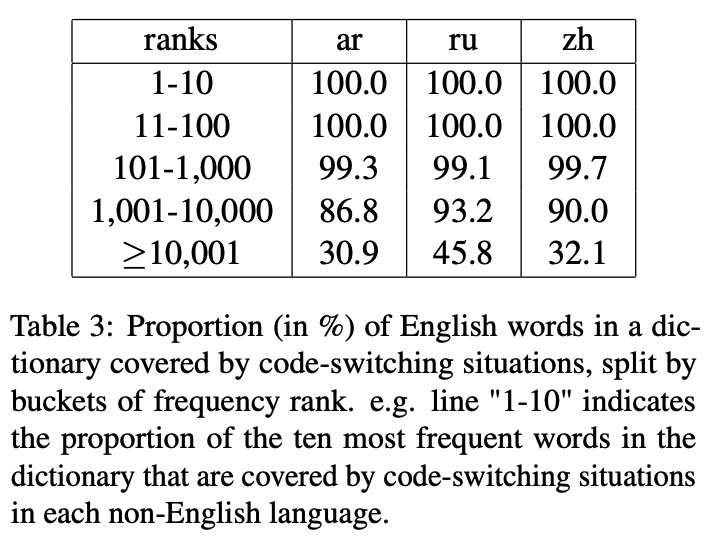 ranks ar ru zh
1-10 100.0 100.0 100.0
11-100 100.0 100.0 100.0
101-1,000 99.3 99.1 99.7
1,001-10,000 86.8 93.2 90.0
≥10,001 30.9 45.8 32.1
Table 3: Proportion (in %) of English words in a dic-
tionary covered by code-switching situations, split by
buckets of frequency rank. e.g. line "1-10" indicates
the proportion of the ten most frequent words in the
dictionary that are covered by code-switching situations
in each non-English language.